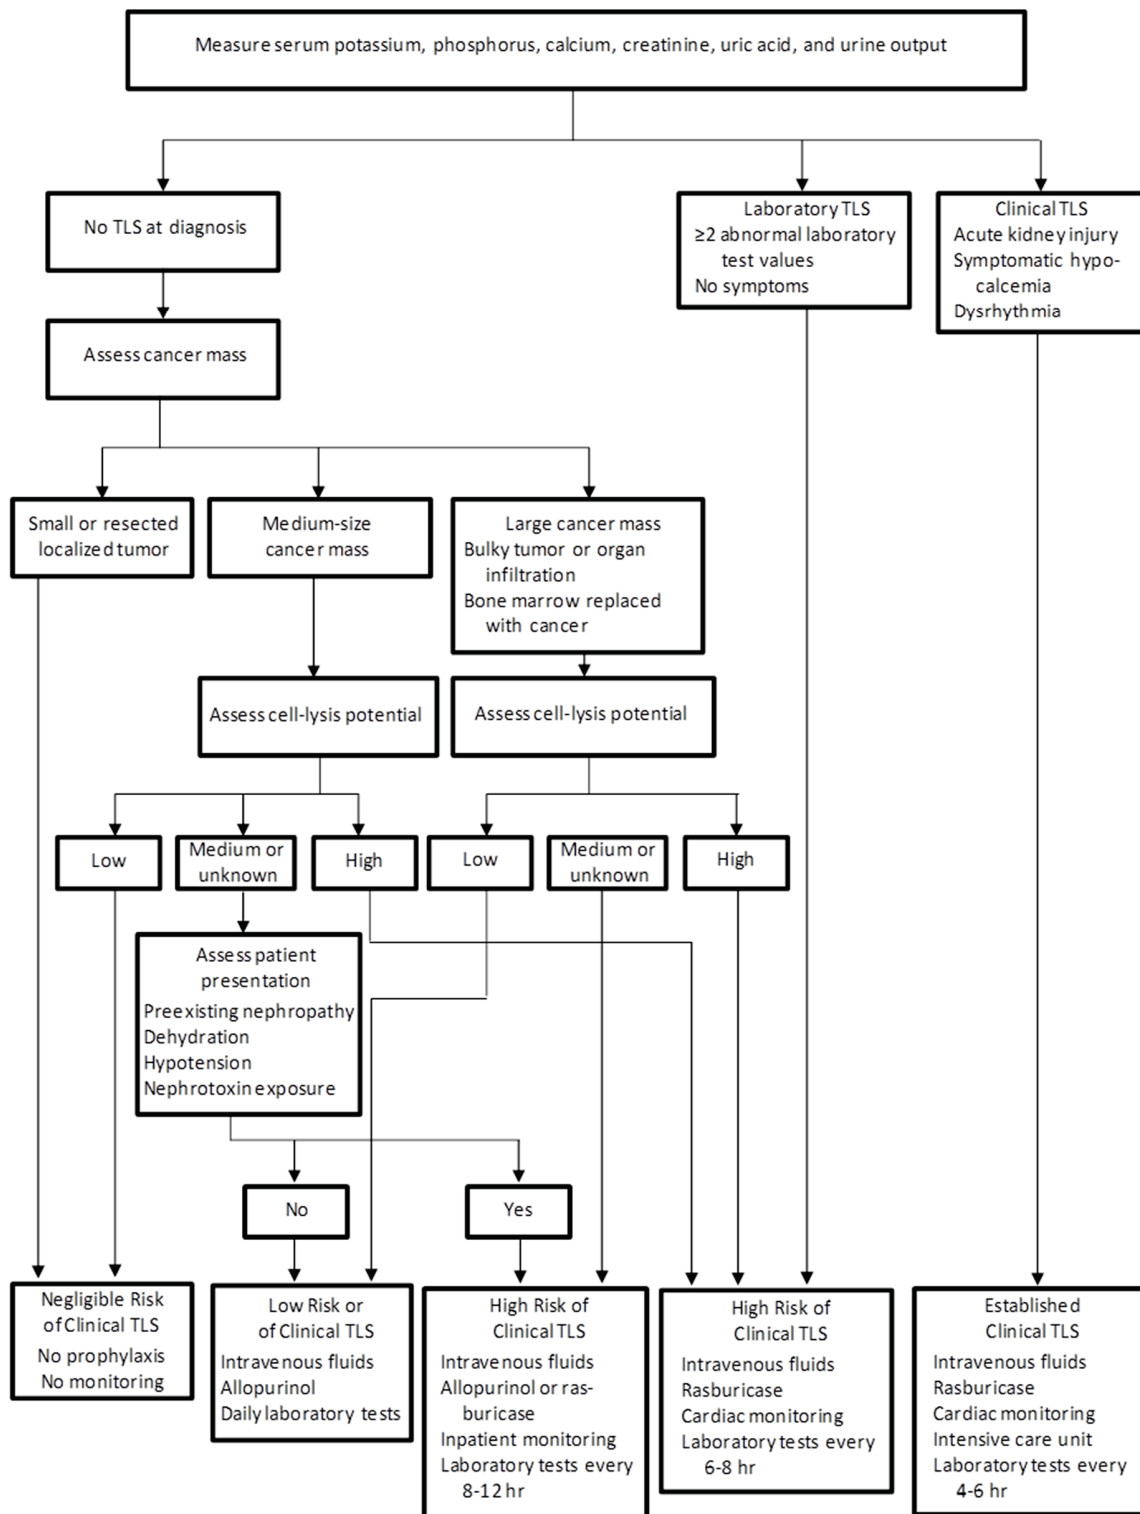 Measure serum potassium, phosphorus, calcium, creatinine, uric acid, and urine output
No TLS at diagnosis
Laboratory TLS
≥2 abnormal laboratory
test values
No symptoms
Clinical TLS
Acute kidney injury
Symptomatic hypo-
calcemia
Dysrhythmia
Assess cancer mass
Small or resected
localized tumor
Medium-size
cancer mass
Large cancer mass
Bulky tumor or organ
infiltration
Bone marrow replaced
with cancer
Assess cell-lysis potential
Assess cell-lysis potential
Low
Medium or
unknown
High
Low
Medium or
unknown
High
Assess patient
presentation
Preexisting nephropathy
Dehydration
Hypotension
Nephrotoxin exposure
No
Yes
Negligible Risk
of Clinical TLS
No prophylaxis
No monitoring
Low Risk or
of Clinical TLS
Intravenous fluids
Allopurinol
Daily laboratory tests
High Risk of
Clinical TLS
Intravenous fluids
Allopurinol or ras-
buricase
Inpatient monitoring
Laboratory tests every
8-12 hr
High Risk of
Clinical TLS
Intravenous fluids
Rasburicase
Cardiac monitoring
Laboratory tests every
6-8 hr
Established
Clinical TLS
Intravenous fluids
Rasburicase
Cardiac monitoring
Intensive care unit
Laboratory tests every
4-6 hr